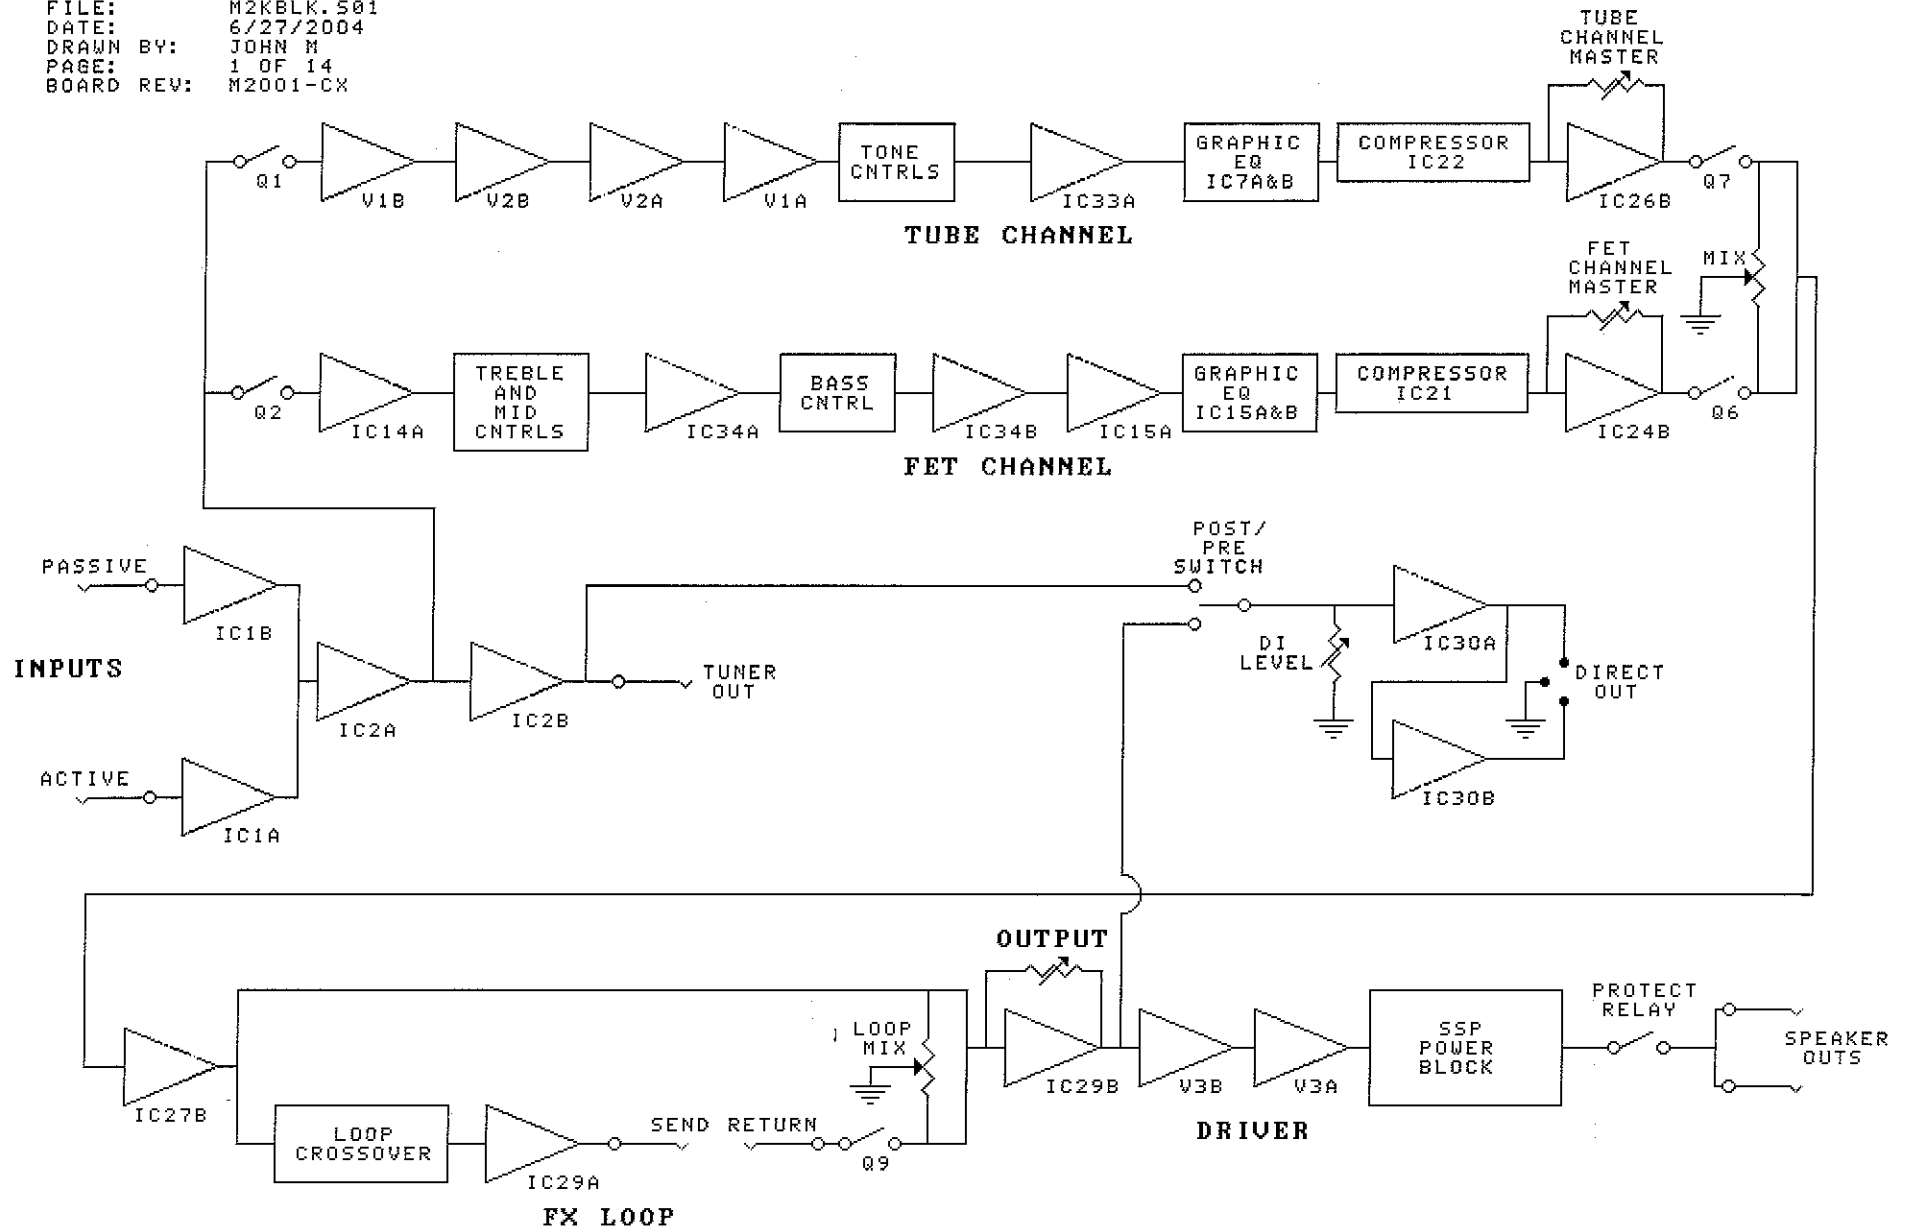 FILE: M2KBLK.S01
DATE: 6/27/2004
DRAWN BY: JOHN M
PAGE: 1 OF 14
BOARD REV: M2001-CX
TUBE
CHANNEL
MASTER
Q1
V1B
V2B
V2A
V1A
TONE
CNTRLS
IC33A
GRAPHIC
EQ
IC7A&B
COMPRESSOR
IC22
IC26B
Q7
TUBE CHANNEL
FET
CHANNEL
MASTER
MIX
Q2
IC14A
TREBLE
AND
MID
CNTRLS
IC34A
BASS
CNTRL
IC34B
IC15A
GRAPHIC
EQ
IC15A&B
COMPRESSOR
IC21
IC24B
Q6
FET CHANNEL
PASSIVE
IC1B
INPUTS
IC2A
IC2B
TUNER
OUT
ACTIVE
IC1A
POST/
PRE
SWITCH
DI
LEVEL
IC30A
DIRECT
OUT
IC30B
OUTPUT
IC27B
LOOP
CROSSOVER
IC29A
SEND RETURN
LOOP
MIX
Q9
FX LOOP
IC29B
V3B
V3A
DRIVER
SSP
POWER
BLOCK
PROTECT
RELAY
SPEAKER
OUTS